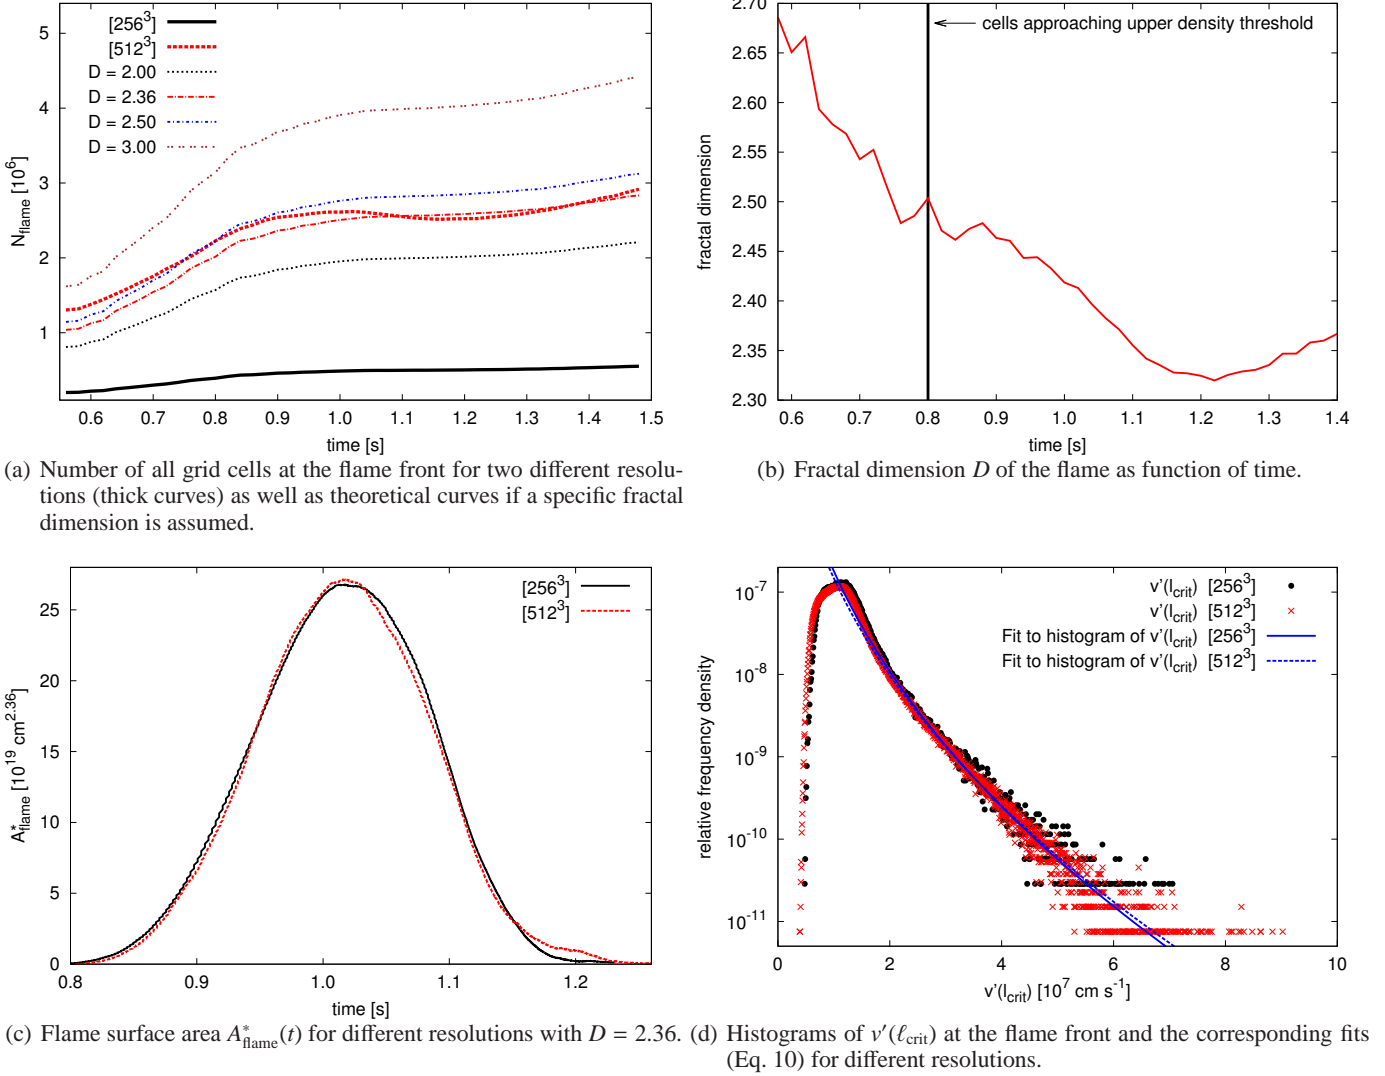 [256³]
[512³]
D = 2.00
D = 2.36
D = 2.50
D = 3.00
5
4
3
2
1
N_flame [10⁶]
0.6 0.7 0.8 0.9 1.0 1.1 1.2 1.3 1.4 1.5
time [s]
(a) Number of all grid cells at the flame front for two different resolu-
tions (thick curves) as well as theoretical curves if a specific fractal
dimension is assumed.
cells approaching upper density threshold
2.70
2.65
2.60
2.55
2.50
2.45
2.40
2.35
2.30
fractal dimension
0.6 0.7 0.8 0.9 1.0 1.1 1.2 1.3 1.4
time [s]
(b) Fractal dimension D of the flame as function of time.
[256³]
[512³]
25
20
15
10
5
0
A*_flame [10¹⁹ cm^2.36]
0.8 0.9 1.0 1.1 1.2
time [s]
(c) Flame surface area A*_flame(t) for different resolutions with D = 2.36.
v'(l_crit) [256³]
v'(l_crit) [512³]
Fit to histogram of v'(l_crit) [256³]
Fit to histogram of v'(l_crit) [512³]
10⁻⁷
10⁻⁸
10⁻⁹
10⁻¹⁰
10⁻¹¹
relative frequency density
0 2 4 6 8 10
v'(l_crit) [10⁷ cm s⁻¹]
(d) Histograms of v′(ℓ_crit) at the flame front and the corresponding fits
(Eq. 10) for different resolutions.